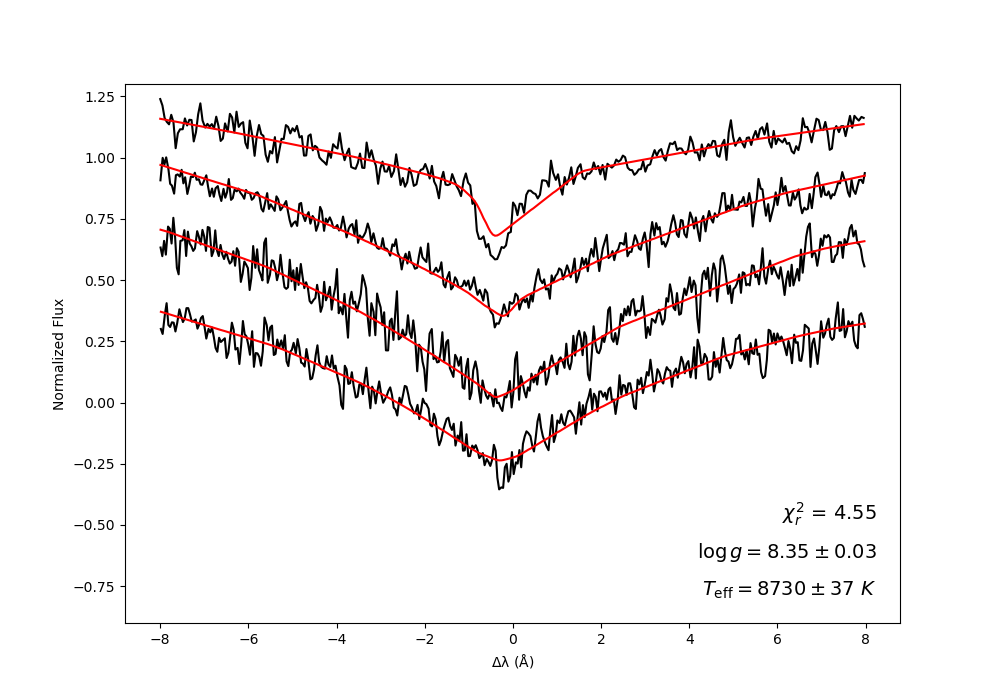 1.25
1.00
0.75
0.50
0.25
0.00
−0.25
−0.50
−0.75
Normalized Flux
χ²ᵣ = 4.55
log g = 8.35 ± 0.03
T_eff = 8730 ± 37 K
−8 −6 −4 −2 0 2 4 6 8
Δλ (Å)